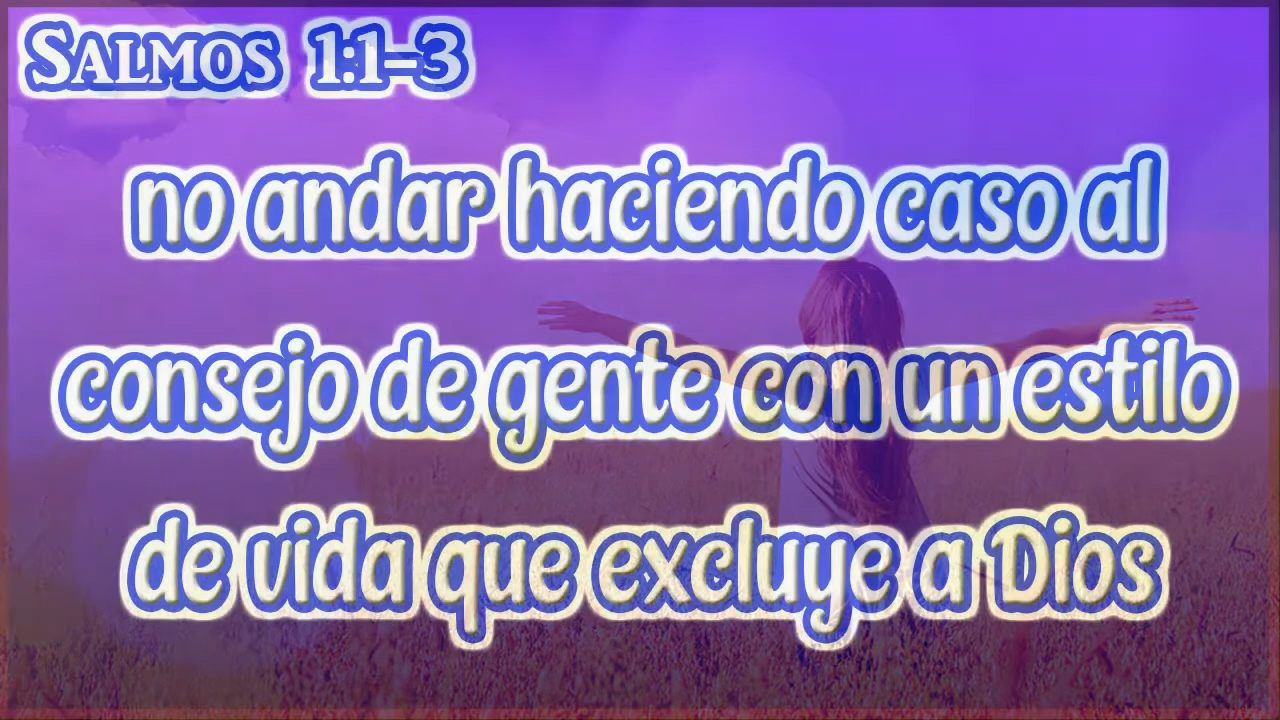 Salmos 1:1-3
no andar haciendo caso al
consejo de gente con un estilo
de vida que excluye a Dios